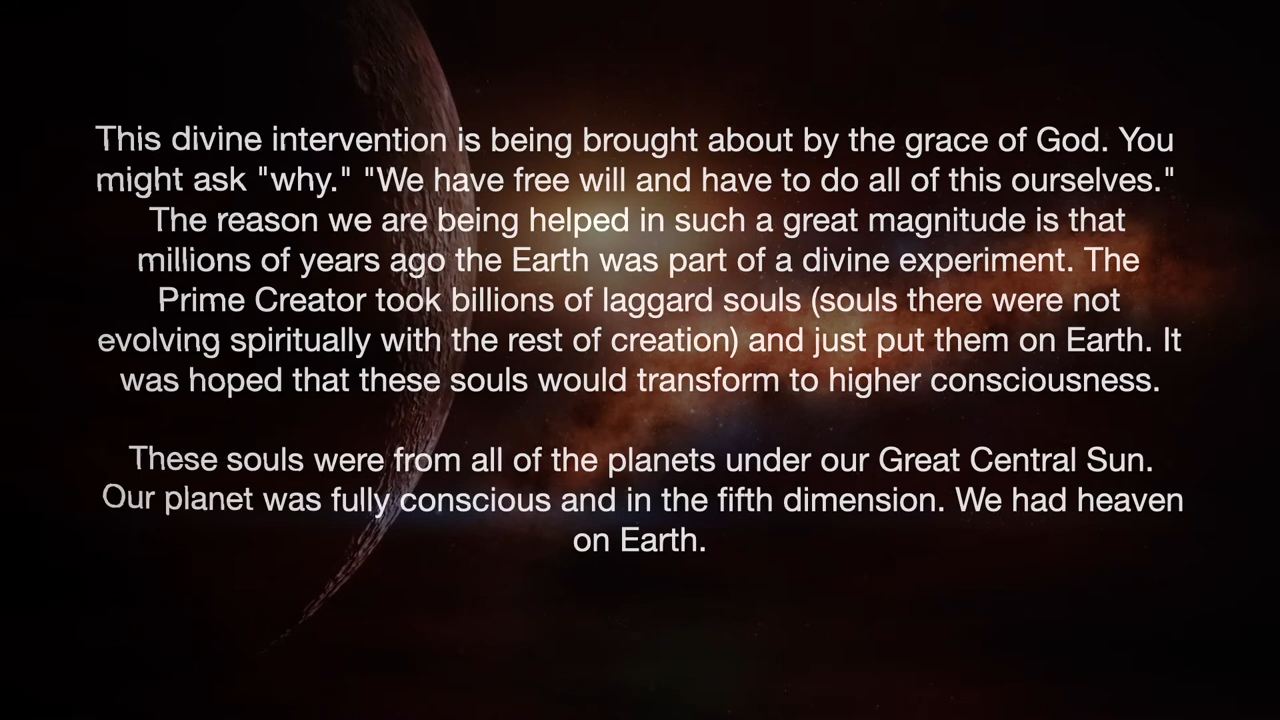 This divine intervention is being brought about by the grace of God. You
might ask "why." "We have free will and have to do all of this ourselves."
The reason we are being helped in such a great magnitude is that
millions of years ago the Earth was part of a divine experiment. The
Prime Creator took billions of laggard souls (souls there were not
evolving spiritually with the rest of creation) and just put them on Earth. It
was hoped that these souls would transform to higher consciousness.

These souls were from all of the planets under our Great Central Sun.
Our planet was fully conscious and in the fifth dimension. We had heaven
on Earth.